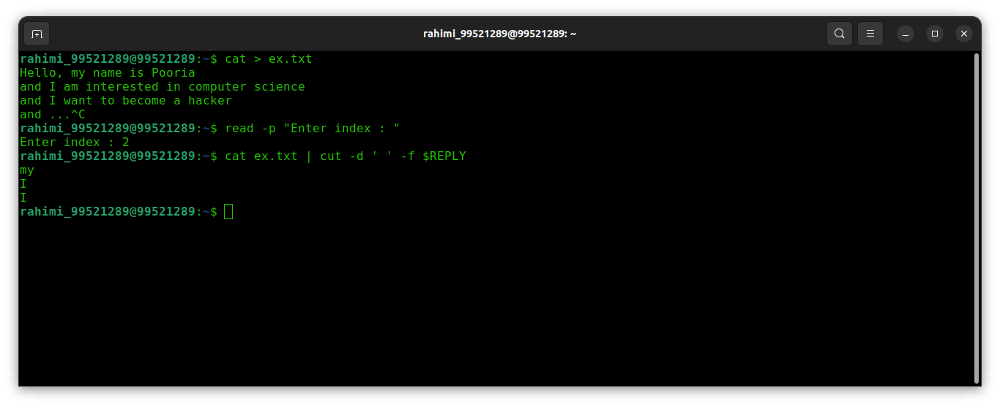 rahimi_99521289@99521289: ~
rahimi_99521289@99521289:~$ cat > ex.txt
Hello, my name is Pooria
and I am interested in computer science
and I want to become a hacker
and ...^C
rahimi_99521289@99521289:~$ read -p "Enter index : "
Enter index : 2
rahimi_99521289@99521289:~$ cat ex.txt | cut -d ' ' -f $REPLY
my
I
I
rahimi_99521289@99521289:~$